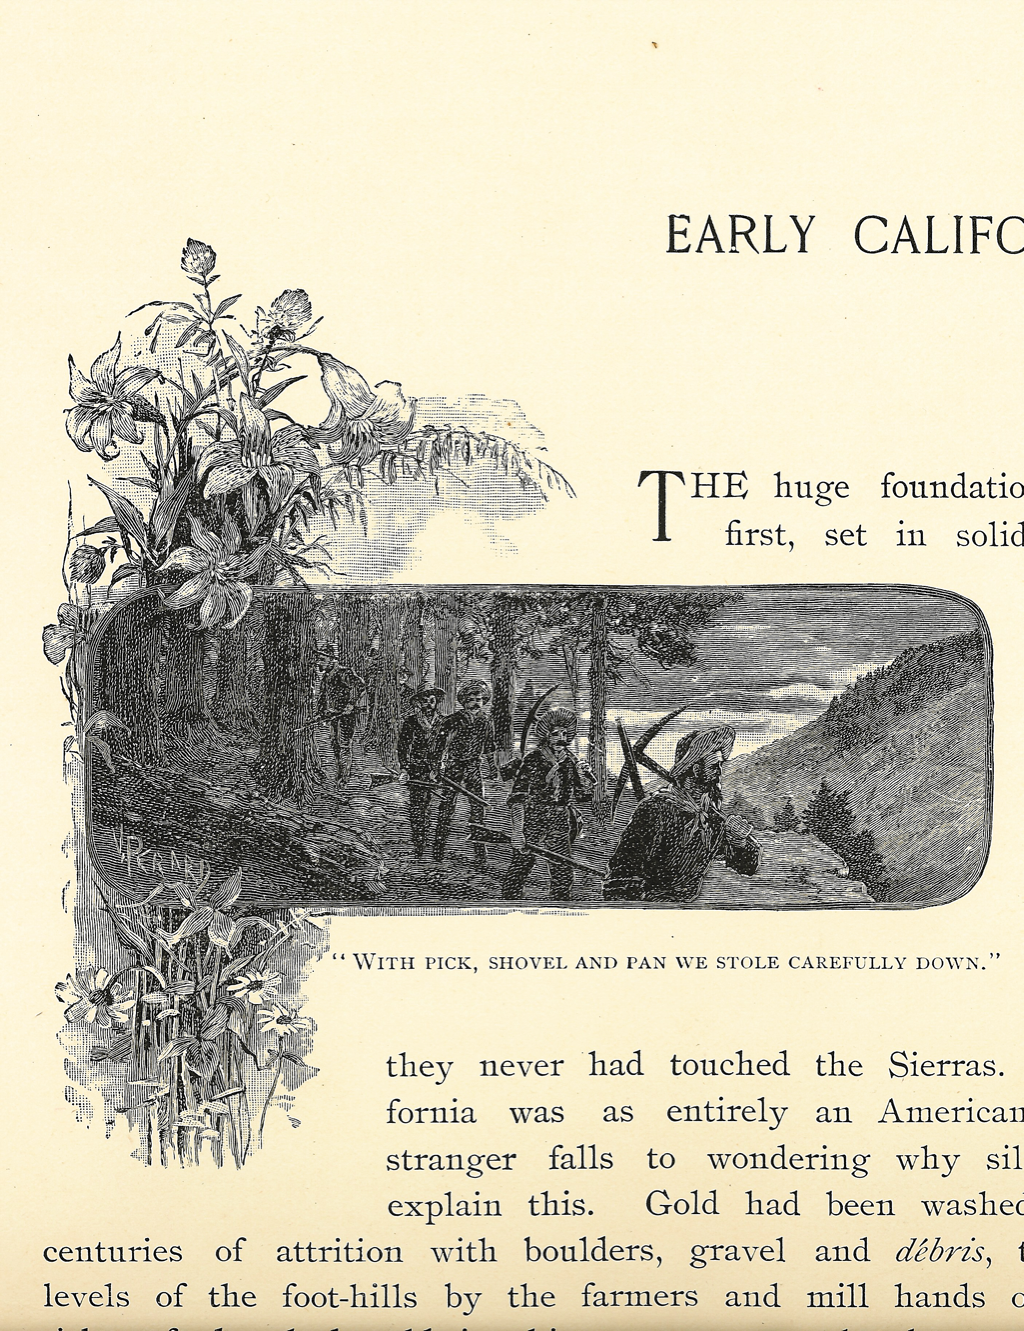 EARLY CALIFO
THE huge foundatio
first, set in solid
"WITH PICK, SHOVEL AND PAN WE STOLE CAREFULLY DOWN."
they never had touched the Sierras.
fornia was as entirely an American
stranger falls to wondering why sil
explain this. Gold had been washed
centuries of attrition with boulders, gravel and débris, t
levels of the foot-hills by the farmers and mill hands o